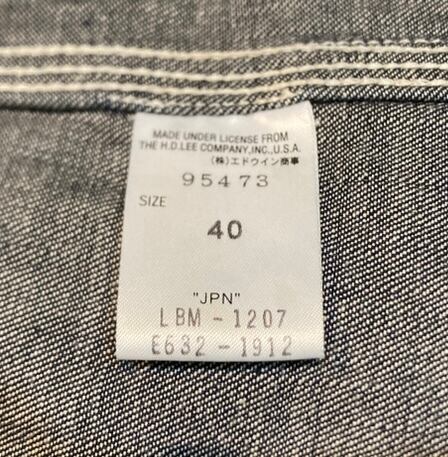 MADE UNDER LICENSE FROM
THE H.D.LEE COMPANY,INC.,U.S.A.
(株)エドウイン商事
95473
SIZE
40
"JPN"
LBM-1207
E632-1912